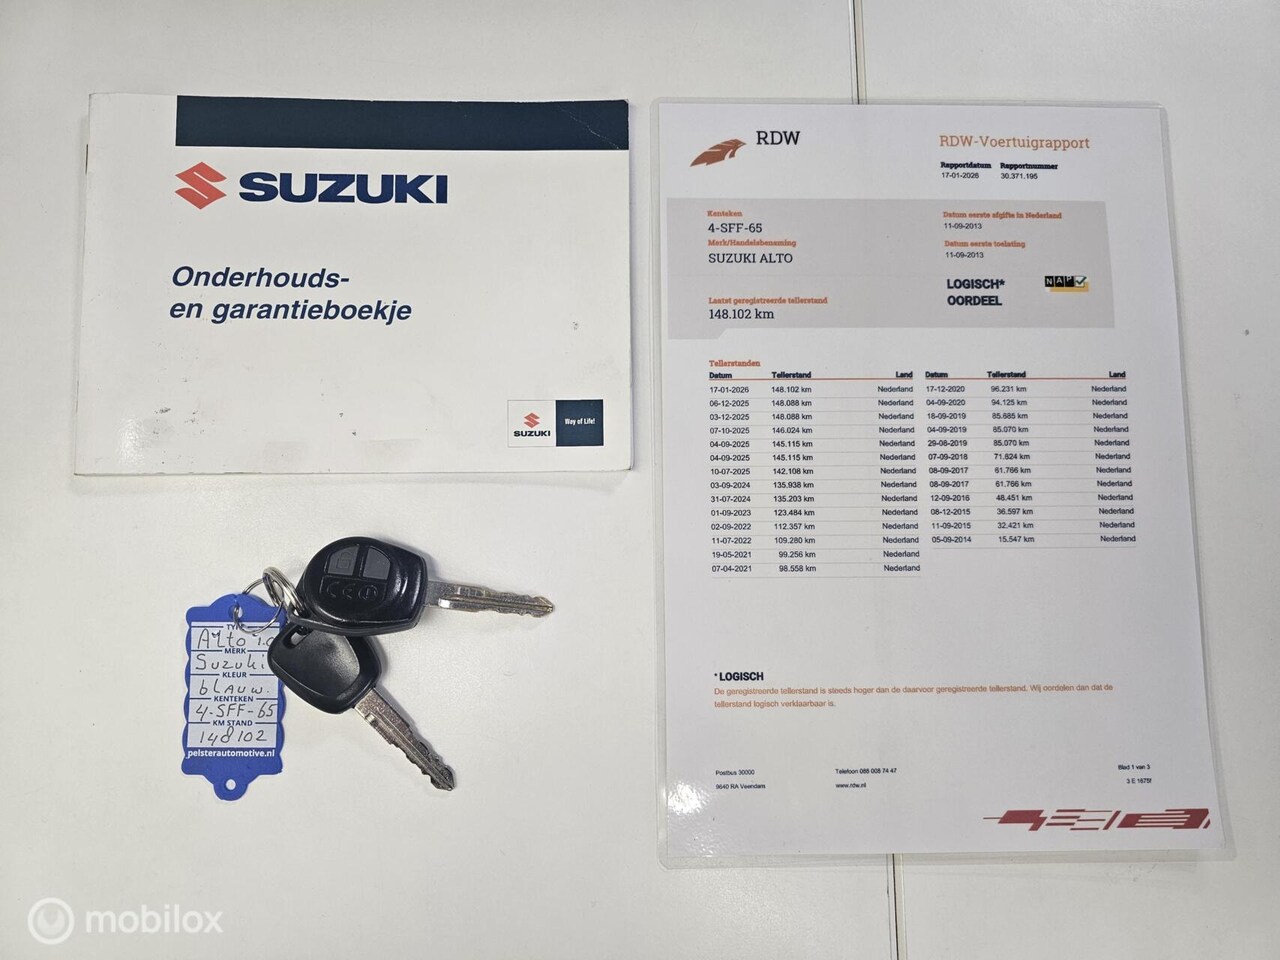 SUZUKI
Onderhouds-
en garantieboekje
SUZUKI
Way of Life!
TYPE
Alto 1.0
MERK
Suzuki
KLEUR
blauw.
KENTEKEN
4-SFF-65
KM STAND
148102
pelsterautomotive.nl
RDW
RDW-Voertuigrapport
Rapportdatum Rapportnummer
17-01-2026 30.371.195
Kenteken
4-SFF-65
Merk/Handelsbenaming
SUZUKI ALTO
Laatst geregistreerde tellerstand
148.102 km
Datum eerste afgifte in Nederland
11-09-2013
Datum eerste toelating
11-09-2013
LOGISCH*
OORDEEL
NAP
Tellerstanden
Datum Tellerstand Land Datum Tellerstand Land
17-01-2026 148.102 km Nederland 17-12-2020 96.231 km Nederland
06-12-2025 148.088 km Nederland 04-09-2020 94.125 km Nederland
03-12-2025 148.088 km Nederland 18-09-2019 85.685 km Nederland
07-10-2025 146.024 km Nederland 04-09-2019 85.070 km Nederland
04-09-2025 145.115 km Nederland 29-08-2019 85.070 km Nederland
04-09-2025 145.115 km Nederland 07-09-2018 71.624 km Nederland
10-07-2025 142.108 km Nederland 08-09-2017 61.766 km Nederland
03-09-2024 135.938 km Nederland 08-09-2017 61.766 km Nederland
31-07-2024 135.203 km Nederland 12-09-2016 48.451 km Nederland
01-09-2023 123.484 km Nederland 08-12-2015 36.597 km Nederland
02-09-2022 112.357 km Nederland 11-09-2015 32.421 km Nederland
11-07-2022 109.280 km Nederland 05-09-2014 15.547 km Nederland
19-05-2021 99.256 km Nederland
07-04-2021 98.558 km Nederland
* LOGISCH
De geregistreerde tellerstand is steeds hoger dan de daarvoor geregistreerde tellerstand. Wij oordelen dan dat de
tellerstand logisch verklaarbaar is.
Postbus 30000 Telefoon 088 008 74 47 Blad 1 van 3
9640 RA Veendam www.rdw.nl 3 E 1675f
mobilox